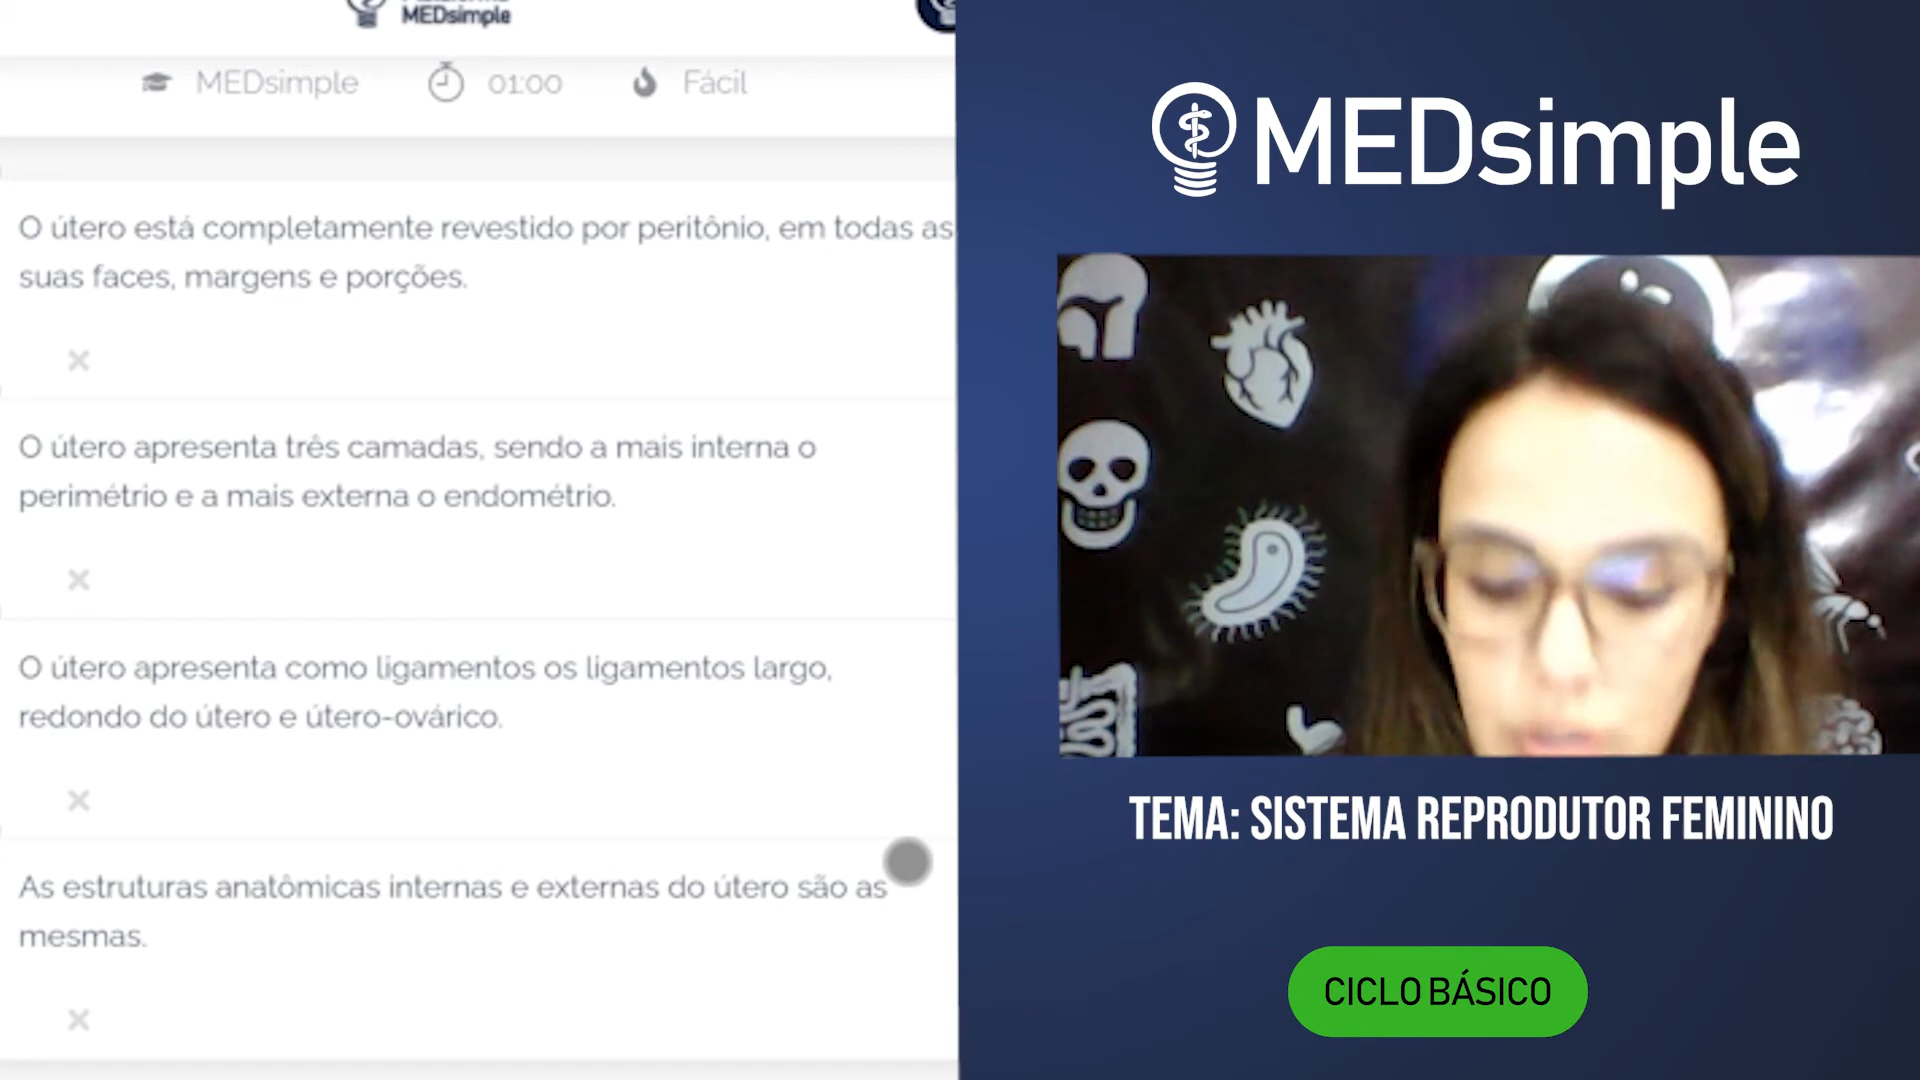 MEDsimple
MEDsimple
01:00
Fácil
O útero está completamente revestido por peritônio, em todas as
suas faces, margens e porções.
O útero apresenta três camadas, sendo a mais interna o
perimétrio e a mais externa o endométrio.
O útero apresenta como ligamentos os ligamentos largo,
redondo do útero e útero-ovárico.
As estruturas anatômicas internas e externas do útero são as
mesmas.
MEDsimple
TEMA: SISTEMA REPRODUTOR FEMININO
CICLO BÁSICO